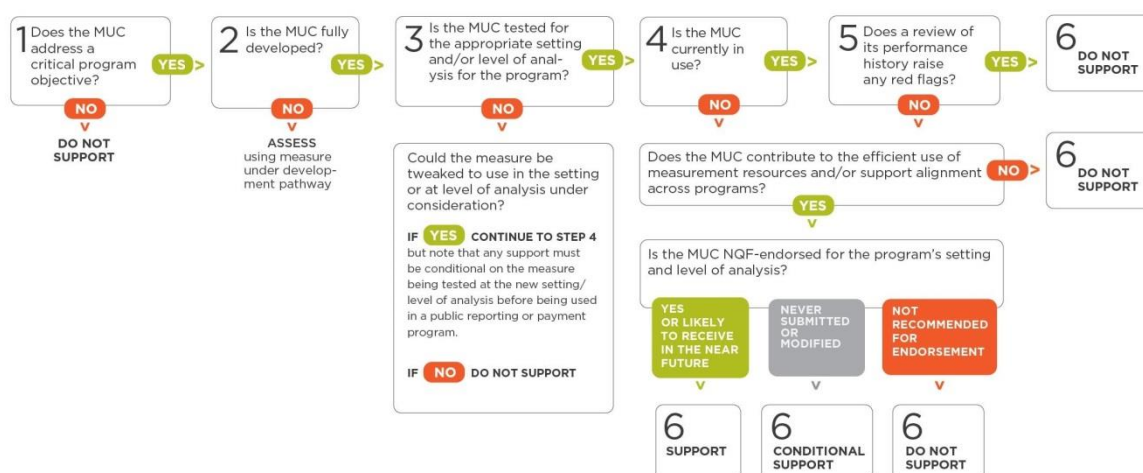 1 Does the MUC
address a
critical program
objective?
YES >
NO
v
DO NOT
SUPPORT
2 Is the MUC fully
developed?
YES >
NO
v
ASSESS
using measure
under develop-
ment pathway
3 Is the MUC tested for
the appropriate setting
and/or level of anal-
ysis for the program?
YES >
NO
v
Could the measure be
tweaked to use in the setting
or at level of analysis under
consideration?
IF YES CONTINUE TO STEP 4
but note that any support must
be conditional on the measure
being tested at the new setting/
level of analysis before being used
in a public reporting or payment
program.
IF NO DO NOT SUPPORT
4 Is the MUC
currently in
use?
YES >
NO
v
5 Does a review of
its performance
history raise
any red flags?
YES >
NO
v
6 DO NOT
SUPPORT
Does the MUC contribute to the efficient use of
measurement resources and/or support alignment
across programs?
NO >
6 DO NOT
SUPPORT
YES
v
Is the MUC NQF-endorsed for the program's setting
and level of analysis?
YES
OR LIKELY
TO RECEIVE
IN THE NEAR
FUTURE
v
6
SUPPORT
NEVER
SUBMITTED
OR
MODIFIED
v
6
CONDITIONAL
SUPPORT
NOT
RECOMMENDED
FOR
ENDORSEMENT
v
6
DO NOT
SUPPORT